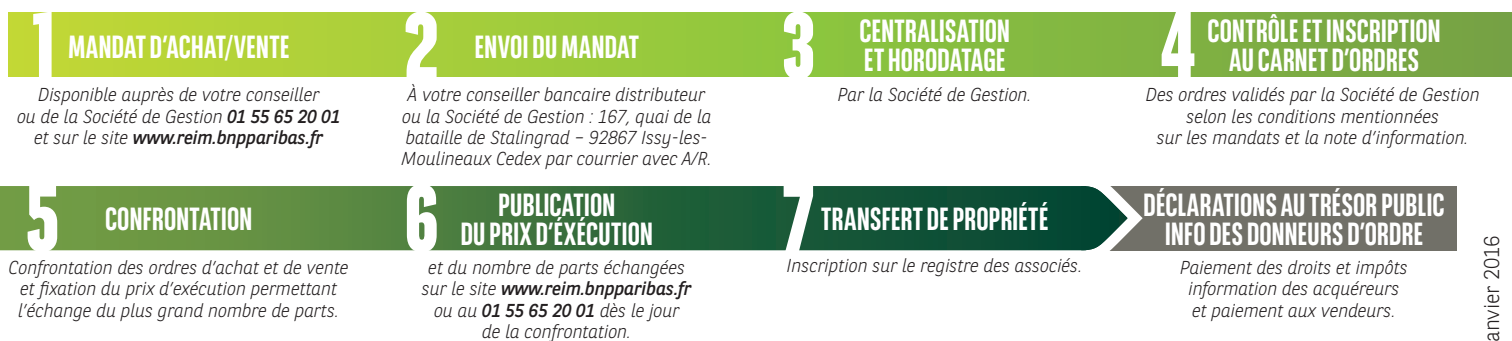 1 MANDAT D'ACHAT/VENTE
Disponible auprès de votre conseiller
ou de la Société de Gestion 01 55 65 20 01
et sur le site www.reim.bnpparibas.fr
2 ENVOI DU MANDAT
À votre conseiller bancaire distributeur
ou la Société de Gestion : 167, quai de la
bataille de Stalingrad – 92867 Issy-les-
Moulineaux Cedex par courrier avec A/R.
3 CENTRALISATION
ET HORODATAGE
Par la Société de Gestion.
4 CONTRÔLE ET INSCRIPTION
AU CARNET D'ORDRES
Des ordres validés par la Société de Gestion
selon les conditions mentionnées
sur les mandats et la note d'information.
5 CONFRONTATION
Confrontation des ordres d'achat et de vente
et fixation du prix d'exécution permettant
l'échange du plus grand nombre de parts.
6 PUBLICATION
DU PRIX D'ÉXÉCUTION
et du nombre de parts échangées
sur le site www.reim.bnpparibas.fr
ou au 01 55 65 20 01 dès le jour
de la confrontation.
7 TRANSFERT DE PROPRIÉTÉ
Inscription sur le registre des associés.
DÉCLARATIONS AU TRÉSOR PUBLIC
INFO DES DONNEURS D'ORDRE
Paiement des droits et impôts
information des acquéreurs
et paiement aux vendeurs.
anvier 2016